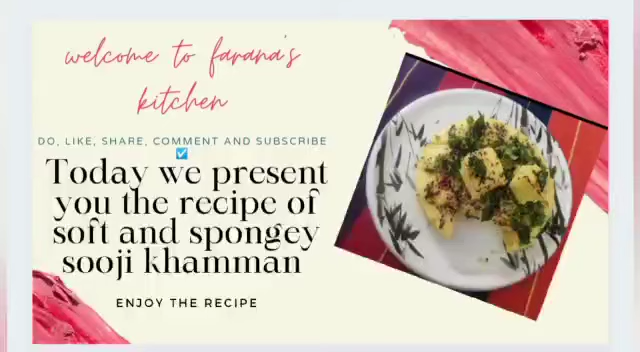 welcome to farana's
kitchen
DO, LIKE, SHARE, COMMENT AND SUBSCRIBE
☑️
Today we present
you the recipe of
soft and spongey
sooji khamman
ENJOY THE RECIPE